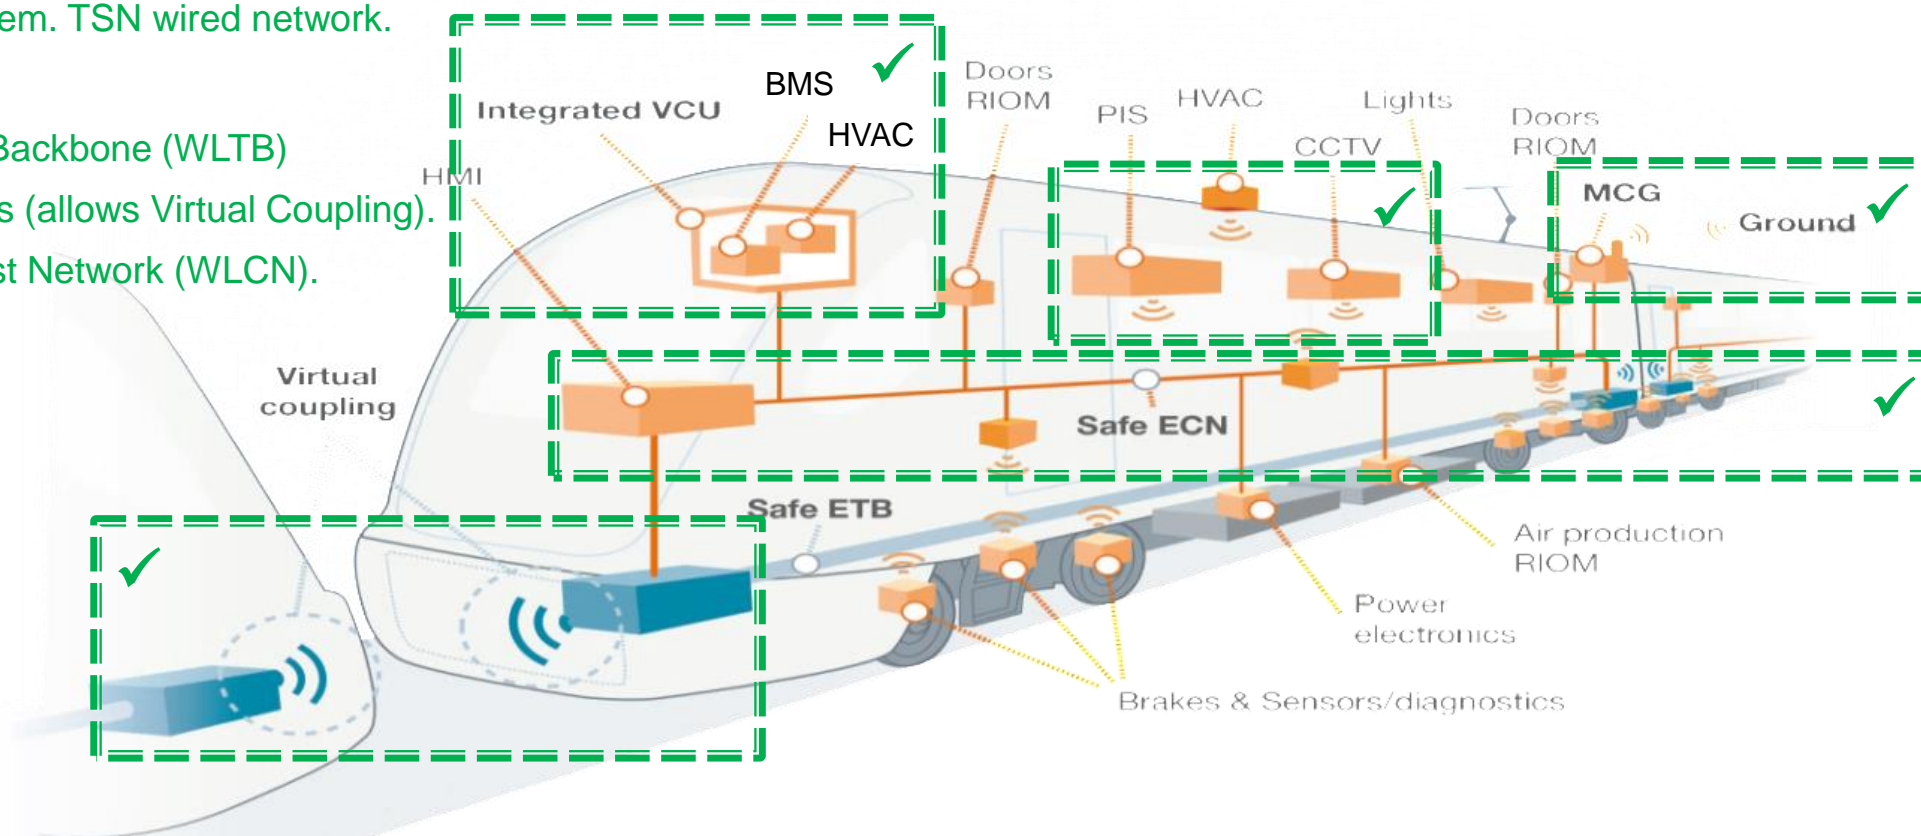 em. TSN wired network.
Backbone (WLTB)
s (allows Virtual Coupling).
st Network (WLCN).
HMI
Integrated VCU
BMS
HVAC
Doors
RIOM
PIS
HVAC
CCTV
Lights
Doors
RIOM
MCG
Ground
Virtual
coupling
Safe ECN
Safe ETB
Air production
RIOM
Power
electronics
Brakes & Sensors/diagnostics